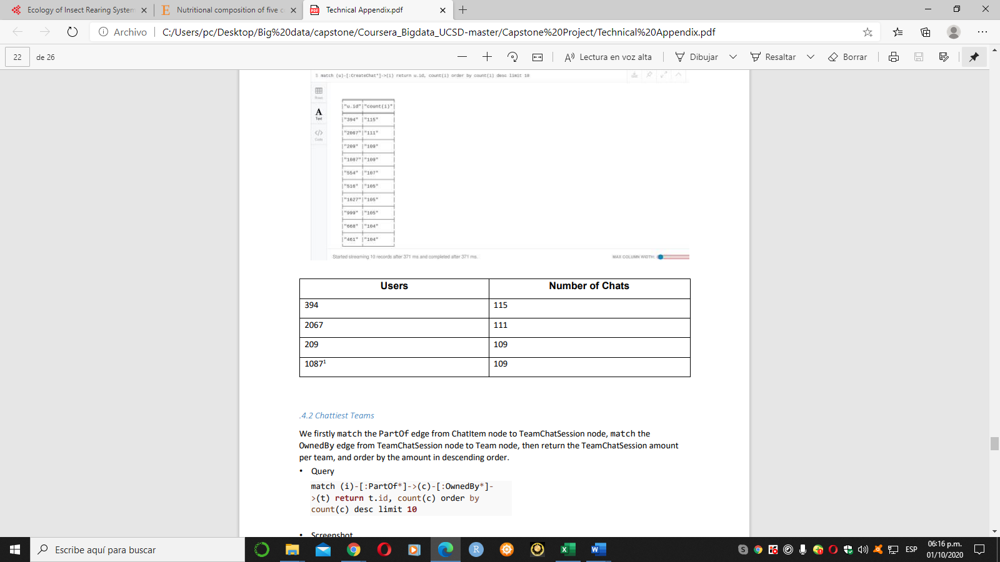 Ecology of Insect Rearing System
Nutritional composition of five c
Technical Appendix.pdf
Archivo
C:/Users/pc/Desktop/Big%20data/capstone/Coursera_Bigdata_UCSD-master/Capstone%20Project/Technical%20Appendix.pdf
22 de 26
Lectura en voz alta
Dibujar
Resaltar
Borrar
$ match (u)-[:CreateChat*]->(i) return u.id, count(i) order by count(i) desc limit 10
Rows
Text
Code
"u.id" "count(i)"
"394" "115"
"2067" "111"
"209" "109"
"1087" "109"
"554" "107"
"516" "105"
"1627" "105"
"999" "105"
"668" "104"
"461" "104"
Started streaming 10 records after 371 ms and completed after 371 ms.
MAX COLUMN WIDTH:
Users Number of Chats
394 115
2067 111
209 109
1087¹ 109
.4.2 Chattiest Teams
We firstly match the PartOf edge from ChatItem node to TeamChatSession node, match the
OwnedBy edge from TeamChatSession node to Team node, then return the TeamChatSession amount
per team, and order by the amount in descending order.
• Query
match (i)-[:PartOf*]->(c)-[:OwnedBy*]-
>(t) return t.id, count(c) order by
count(c) desc limit 10
• Screenshot
Escribe aquí para buscar
ESP
06:16 p.m.
01/10/2020